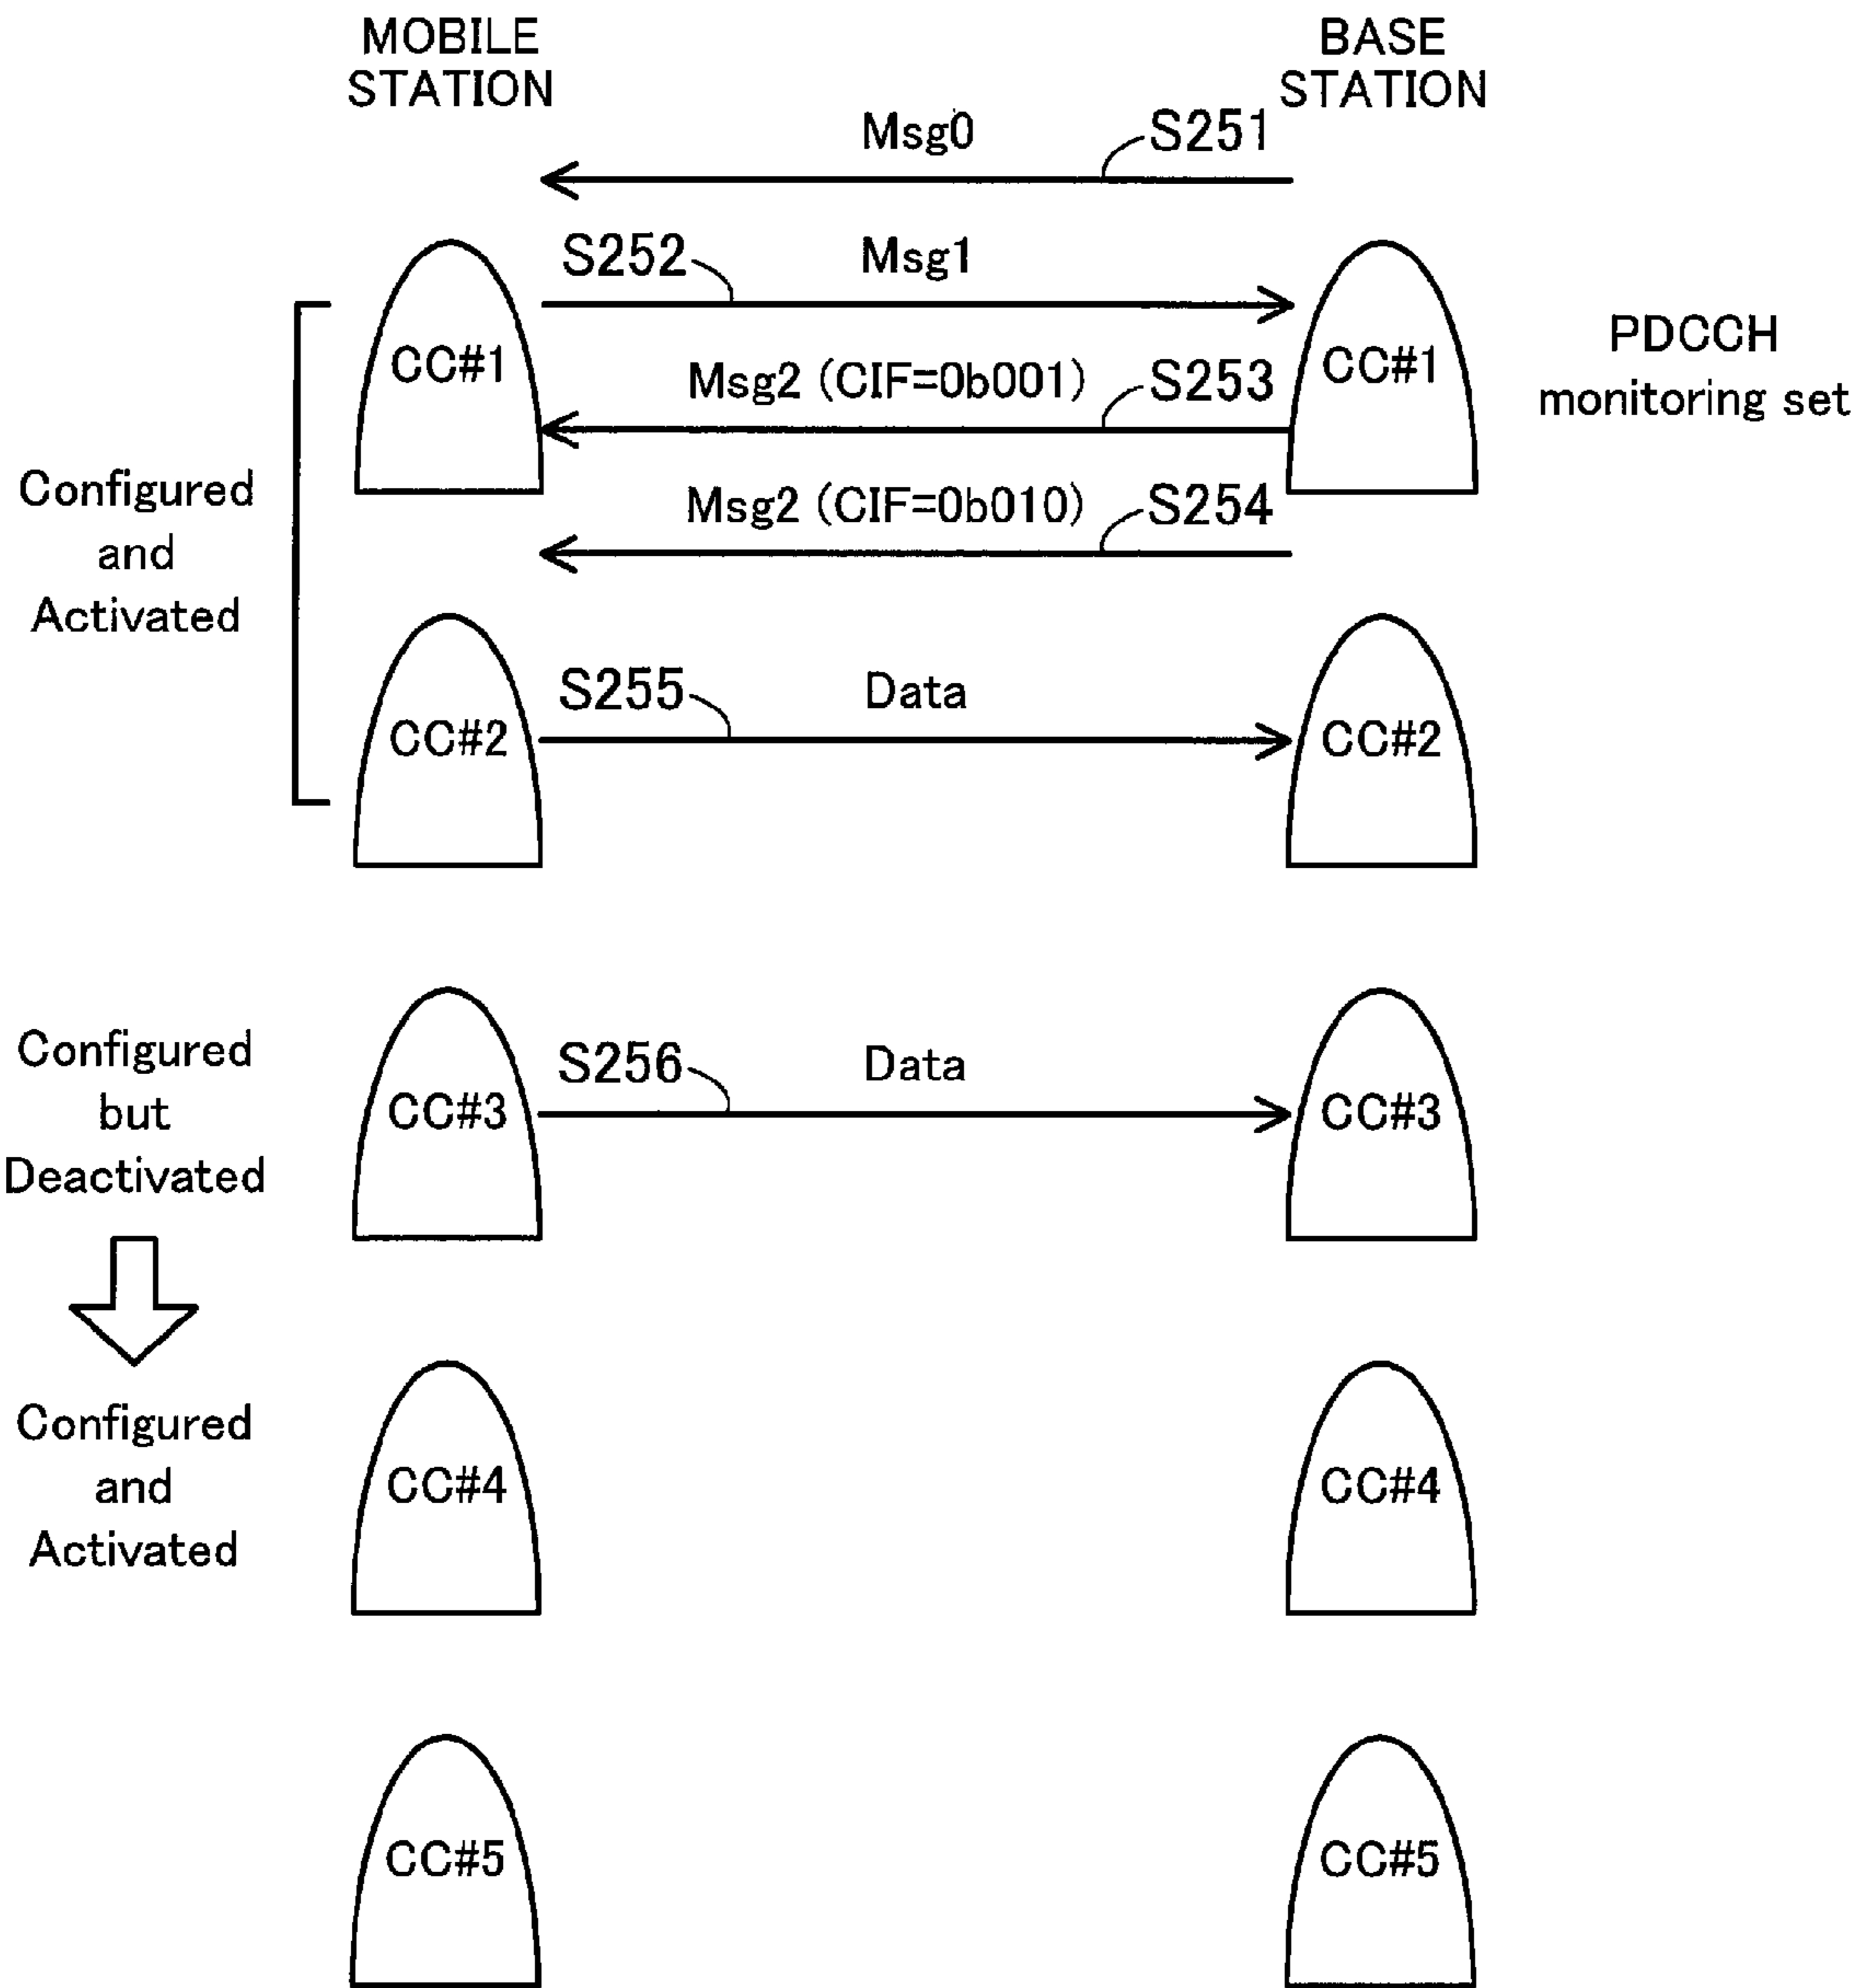 MOBILE
STATION
BASE
STATION
Msg0
S251
S252
Msg1
CC#1
CC#1
PDCCH
monitoring set
Msg2 (CIF=0b001)
S253
Configured
and
Activated
Msg2 (CIF=0b010)
S254
S255
Data
CC#2
CC#2
Configured
but
Deactivated
S256
Data
CC#3
CC#3
Configured
and
Activated
CC#4
CC#4
CC#5
CC#5